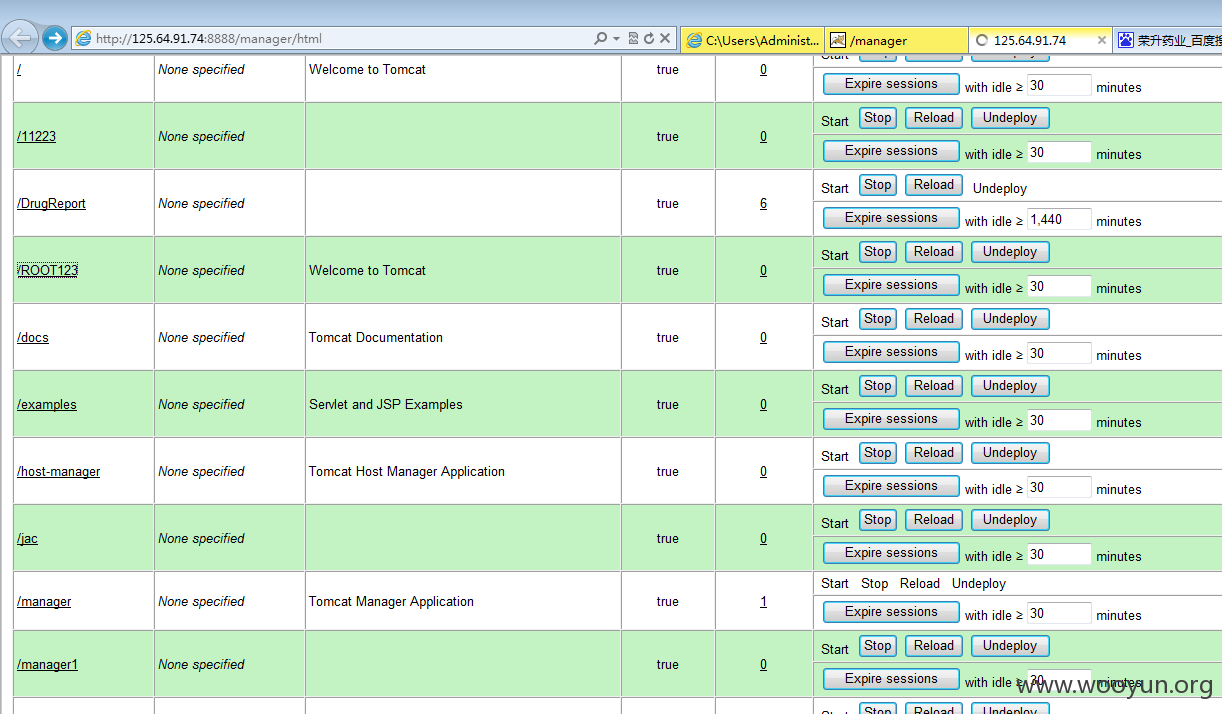 http://125.64.91.74:8888/manager/html
C:\Users\Administ...
/manager
125.64.91.74
荣升药业_百度搜
/ None specified Welcome to Tomcat true 0 Start
Expire sessions with idle ≥ 30 minutes
/11223 None specified true 0 Start Stop Reload Undeploy
Expire sessions with idle ≥ 30 minutes
/DrugReport None specified true 6 Start Stop Reload Undeploy
Expire sessions with idle ≥ 1,440 minutes
/ROOT123 None specified Welcome to Tomcat true 0 Start Stop Reload Undeploy
Expire sessions with idle ≥ 30 minutes
/docs None specified Tomcat Documentation true 0 Start Stop Reload Undeploy
Expire sessions with idle ≥ 30 minutes
/examples None specified Servlet and JSP Examples true 0 Start Stop Reload Undeploy
Expire sessions with idle ≥ 30 minutes
/host-manager None specified Tomcat Host Manager Application true 0 Start Stop Reload Undeploy
Expire sessions with idle ≥ 30 minutes
/jac None specified true 0 Start Stop Reload Undeploy
Expire sessions with idle ≥ 30 minutes
/manager None specified Tomcat Manager Application true 1 Start Stop Reload Undeploy
Expire sessions with idle ≥ 30 minutes
/manager1 None specified true 0 Start Stop Reload Undeploy
Expire sessions with idle ≥ 30 minutes
www.wooyun.org
Stop Reload Undeploy